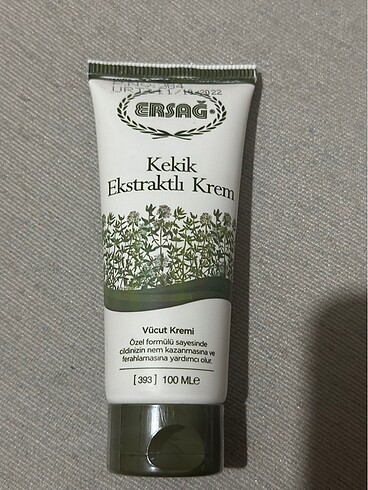 ERSAĞ
Kekik
Ekstraktlı Krem
Vücut Kremi
Özel formülü sayesinde
cildinizin nem kazanmasına ve
ferahlamasına yardımcı olur.
[393] 100 MLe